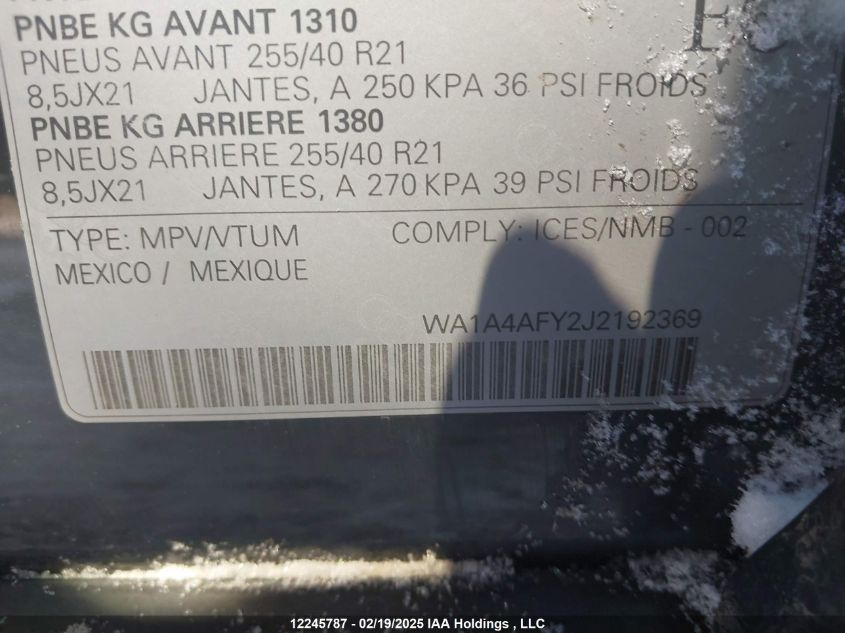 PNBE KG AVANT 1310
PNEUS AVANT 255/40 R21
8,5JX21 JANTES, A 250 KPA 36 PSI FROIDS
PNBE KG ARRIERE 1380
PNEUS ARRIERE 255/40 R21
8,5JX21 JANTES, A 270 KPA 39 PSI FROIDS
TYPE: MPV/VTUM COMPLY: ICES/NMB - 002
MEXICO / MEXIQUE
WA1A4AFY2J2192369
12245787 - 02/19/2025 IAA Holdings , LLC